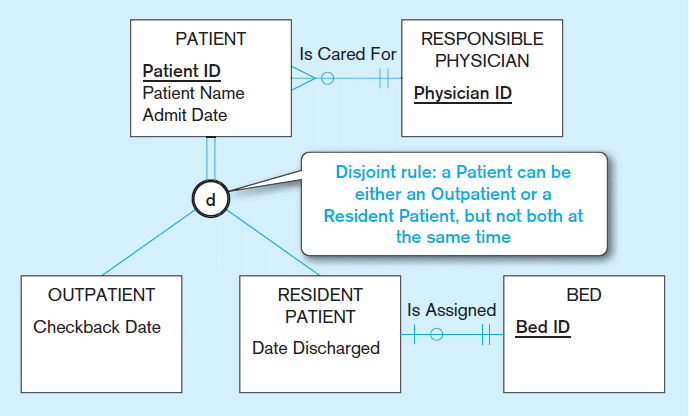 PATIENT
Patient ID
Patient Name
Admit Date
Is Cared For
RESPONSIBLE
PHYSICIAN
Physician ID
d
Disjoint rule: a Patient can be
either an Outpatient or a
Resident Patient, but not both at
the same time
OUTPATIENT
Checkback Date
RESIDENT
PATIENT
Date Discharged
Is Assigned
BED
Bed ID